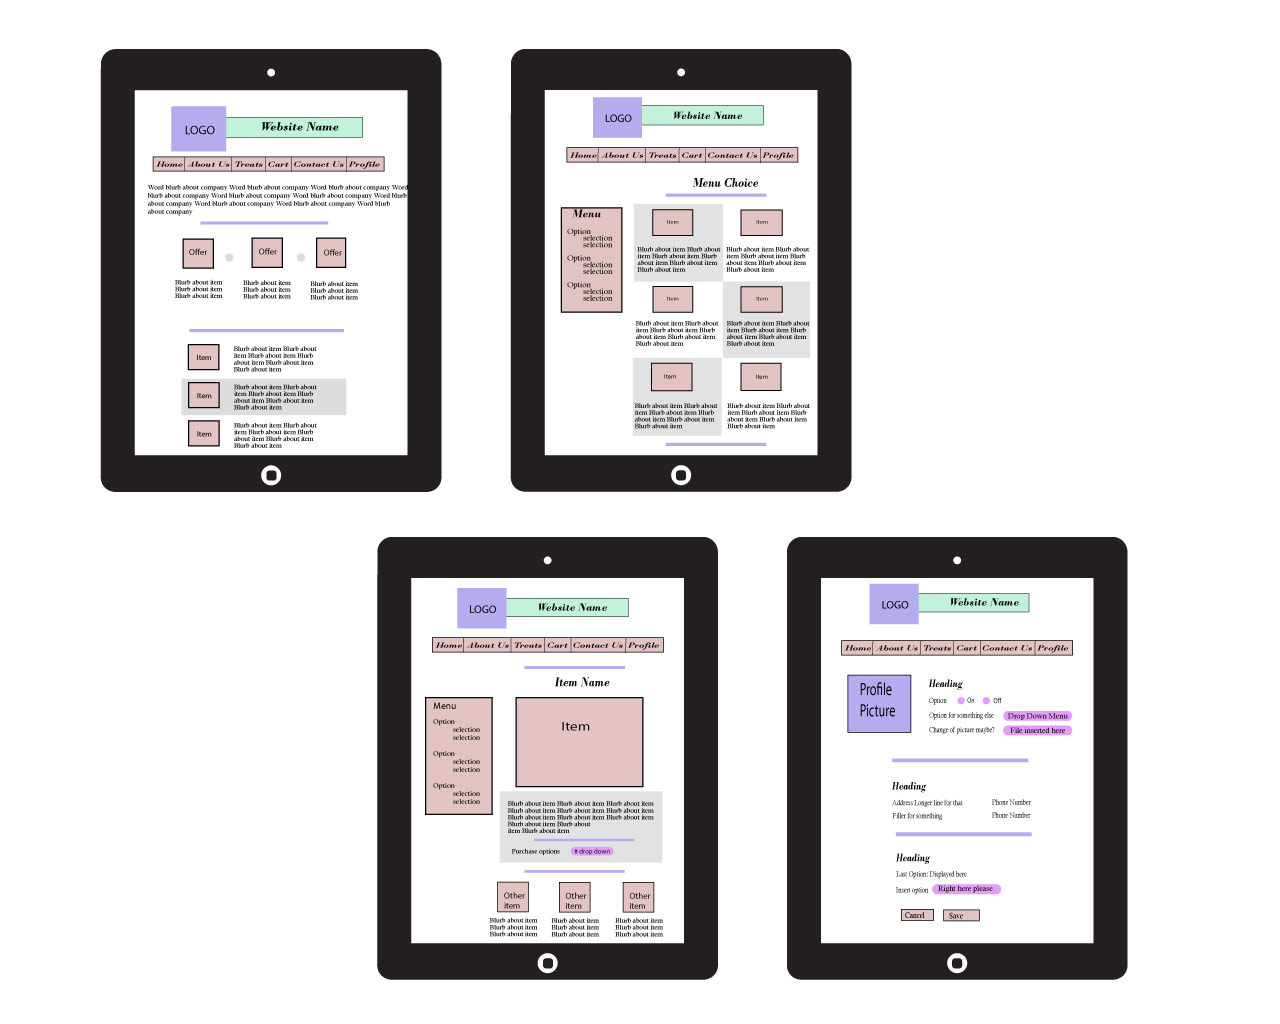 LOGO
Website Name
Home About Us Treats Cart Contact Us Profile
Word blurb about company Word blurb about company Word blurb about company Word
blurb about company Word blurb about company Word blurb about company Word blurb
about company Word blurb about company Word blurb about company Word blurb
about company
Offer Offer Offer
Blurb about item Blurb about item Blurb about item
Blurb about item Blurb about item Blurb about item
Blurb about item Blurb about item Blurb about item
Item
Blurb about item Blurb about
item Blurb about item Blurb
about item Blurb about item
Blurb about item
Item
Blurb about item Blurb about
item Blurb about item Blurb
about item Blurb about item
Blurb about item
Item
Blurb about item Blurb about
item Blurb about item Blurb
about item Blurb about item
Blurb about item
LOGO
Website Name
Home About Us Treats Cart Contact Us Profile
Menu Choice
Menu
Option
selection
selection
Option
selection
selection
Option
selection
selection
Item
Blurb about item Blurb about
item Blurb about item Blurb
about item Blurb about item
Blurb about item
Item
Blurb about item Blurb about
item Blurb about item Blurb
about item Blurb about item
Blurb about item
Item
Blurb about item Blurb about
item Blurb about item Blurb
about item Blurb about item
Blurb about item
Item
Blurb about item Blurb about
item Blurb about item Blurb
about item Blurb about item
Blurb about item
Item
Blurb about item Blurb about
item Blurb about item Blurb
about item Blurb about item
Blurb about item
Item
Blurb about item Blurb about
item Blurb about item Blurb
about item Blurb about item
Blurb about item
LOGO
Website Name
Home About Us Treats Cart Contact Us Profile
Item Name
Menu
Option
selection
selection
Option
selection
selection
Option
selection
selection
Item
Blurb about item Blurb about item Blurb about item
Blurb about item Blurb about item Blurb about item
Blurb about item Blurb about item Blurb about item
Blurb about item Blurb about
item Blurb about item
Purchase options # drop down
Other Other Other
item item item
Blurb about item Blurb about item Blurb about item
Blurb about item Blurb about item Blurb about item
Blurb about item Blurb about item Blurb about item
LOGO
Website Name
Home About Us Treats Cart Contact Us Profile
Profile
Picture
Heading
Option On Off
Option for something else Drop Down Menu
Change of picture maybe? File inserted here
Heading
Address Longer line for that Phone Number
Filler for something Phone Number
Heading
Last Option: Displayed here
Insert option Right here please
Cancel Save